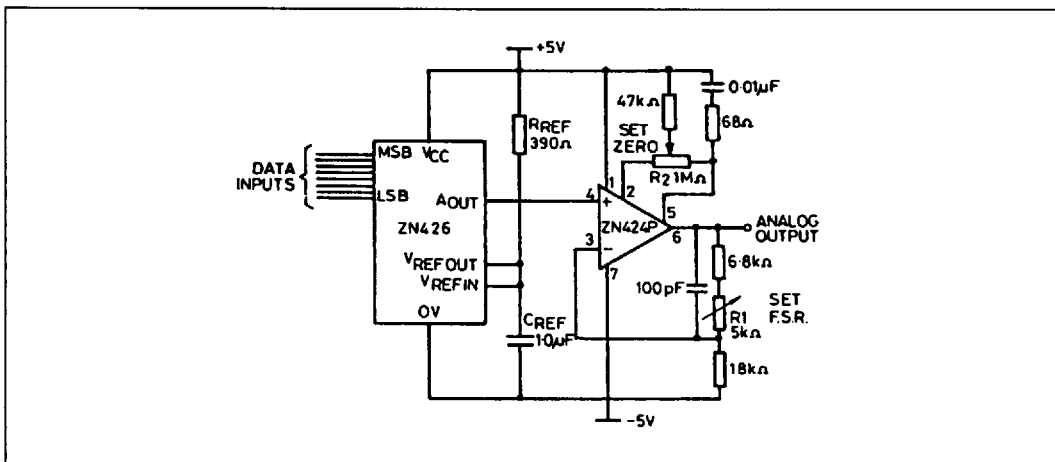 +5V
0·01µF
47kΩ
68Ω
RREF
390Ω
SET
ZERO
R2 1MΩ
DATA
INPUTS
MSB
VCC
LSB
AOUT
ZN426
VREFOUT
VREFIN
0V
CREF
1·0µF
1
2
4
+
5
ZN424P
6
3
−
7
ANALOG
OUTPUT
6·8kΩ
100pF
SET
F.S.R.
R1
5kΩ
18kΩ
−5V